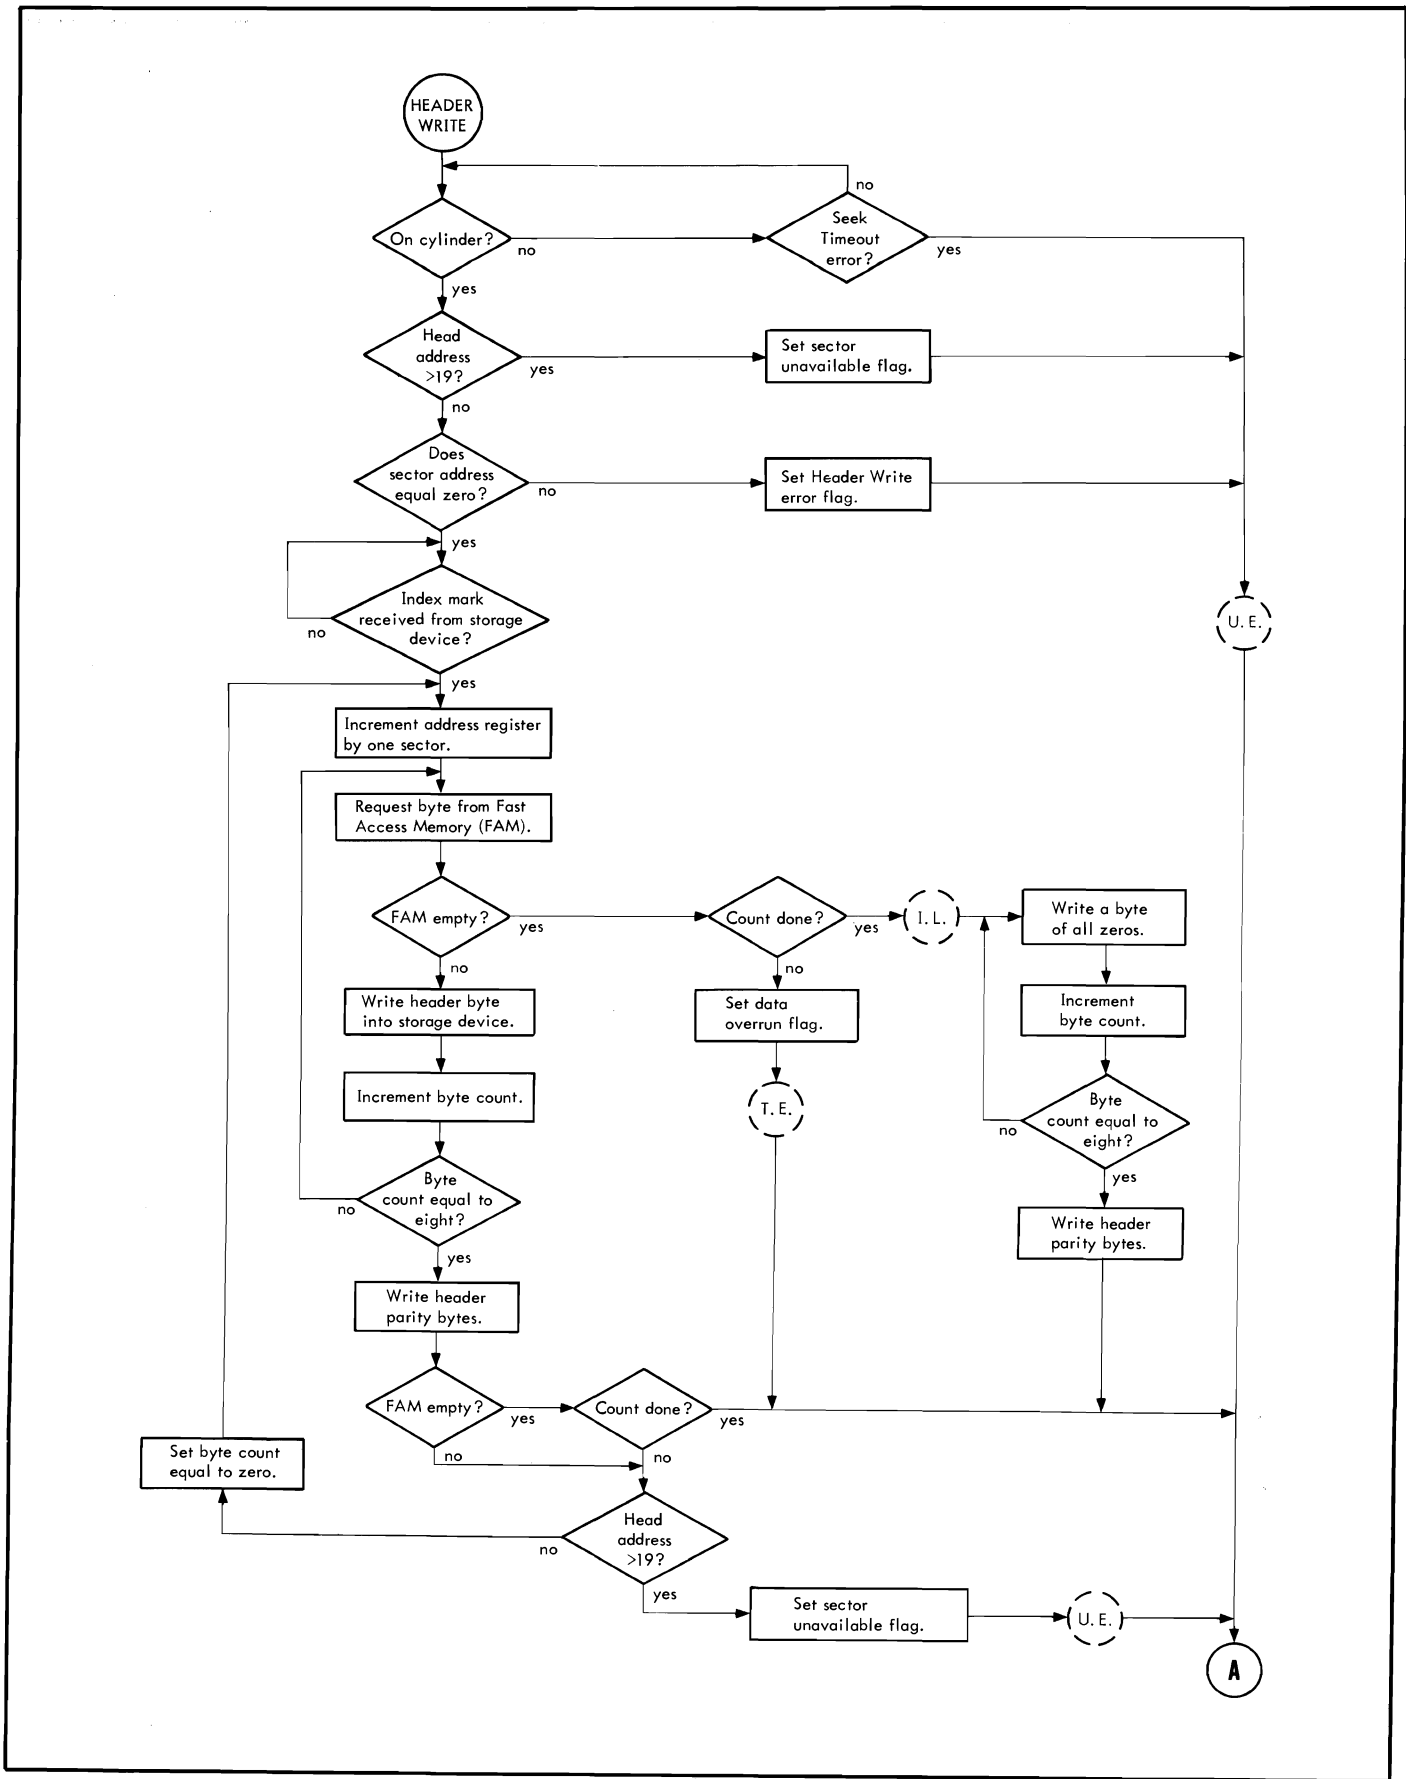 HEADER
WRITE
no
On cylinder?
no
Seek
Timeout
error?
yes
yes
Head
address
>19?
yes
Set sector
unavailable flag.
no
Does
sector address
equal zero?
no
Set Header Write
error flag.
yes
Index mark
received from storage
device?
no
U.E.
yes
Increment address register
by one sector.
Request byte from Fast
Access Memory (FAM).
FAM empty?
yes
Count done?
yes
I.L.
Write a byte
of all zeros.
no
no
Write header byte
into storage device.
Set data
overrun flag.
Increment
byte count.
Increment byte count.
T.E.
Byte
count equal to
eight?
no
yes
Byte
count equal to
eight?
no
yes
Write header
parity bytes.
Write header
parity bytes.
FAM empty?
yes
Count done?
yes
no
no
Set byte count
equal to zero.
Head
address
>19?
no
yes
Set sector
unavailable flag.
U.E.
A